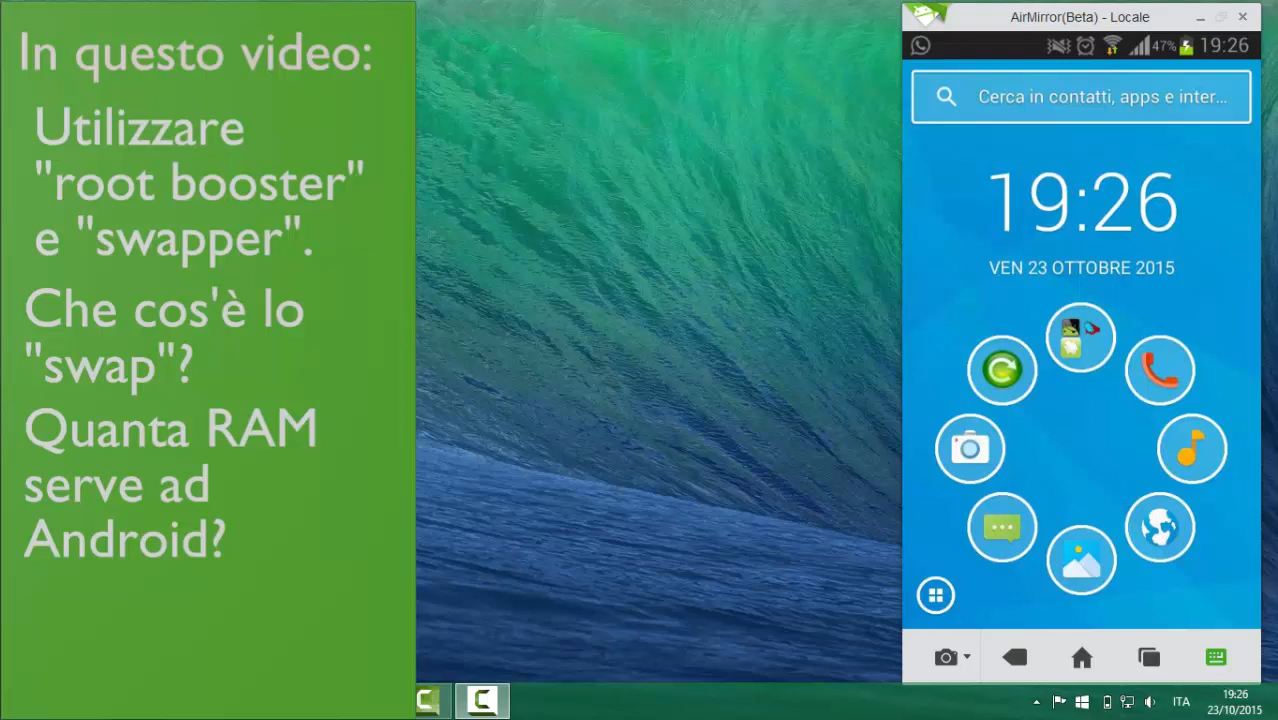 In questo video:
Utilizzare
"root booster"
e "swapper".
Che cos'è lo
"swap"?
Quanta RAM
serve ad
Android?
AirMirror(Beta) - Locale
47% 19:26
Cerca in contatti, apps e inter...
19:26
VEN 23 OTTOBRE 2015
ITA
19:26
23/10/2015